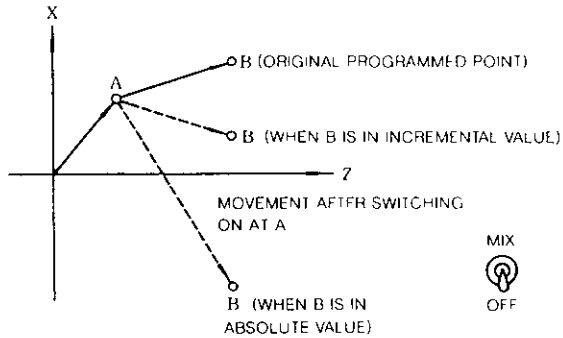 X
B (ORIGINAL PROGRAMMED POINT)
A
B (WHEN B IS IN INCREMENTAL VALUE)
Z
MOVEMENT AFTER SWITCHING
ON AT A
MIX
OFF
B (WHEN B IS IN
ABSOLUTE VALUE)